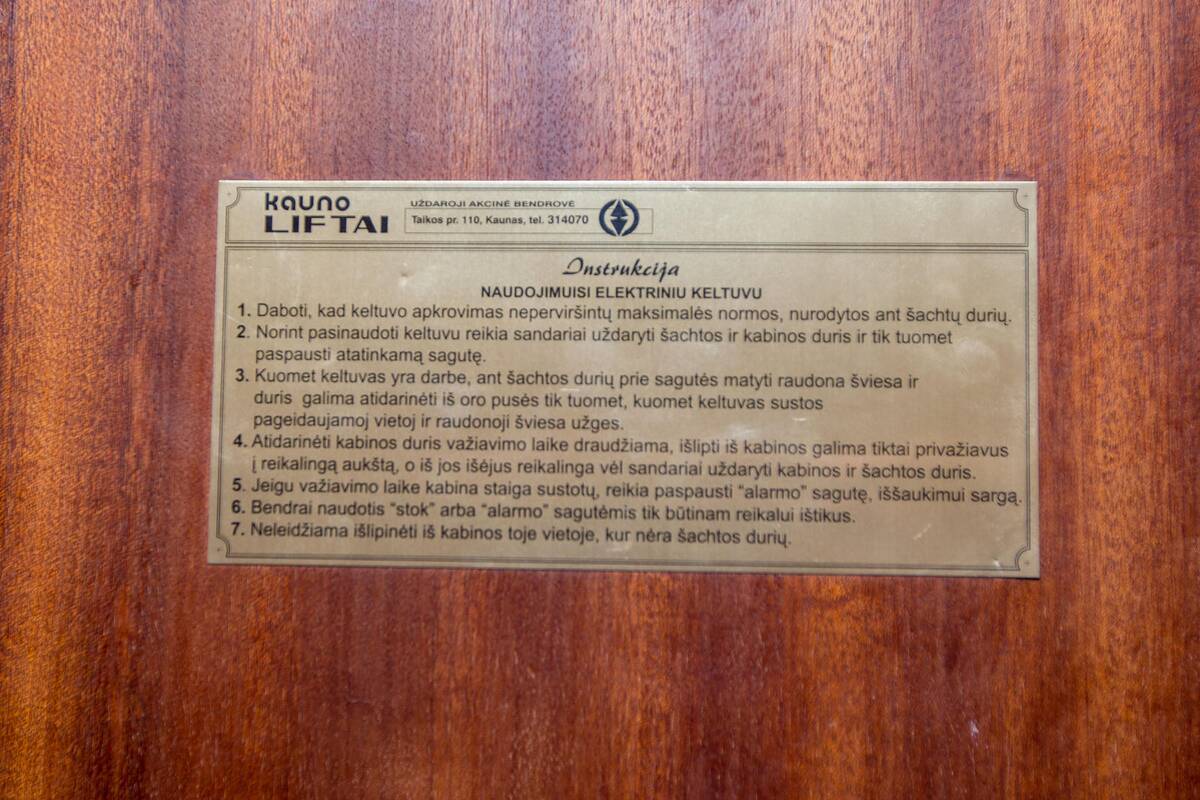 kauno
LIFTAI
UŽDAROJI AKCINĖ BENDROVĖ
Taikos pr. 110, Kaunas, tel. 314070
Instrukcija
NAUDOJIMUISI ELEKTRINIU KELTUVU
1. Daboti, kad keltuvo apkrovimas neperviršintų maksimalės normos, nurodytos ant šachtų durių.
2. Norint pasinaudoti keltuvu reikia sandariai uždaryti šachtos ir kabinos duris ir tik tuomet
paspausti atatinkamą sagutę.
3. Kuomet keltuvas yra darbe, ant šachtos durių prie sagutės matyti raudona šviesa ir
duris galima atidarinėti iš oro pusės tik tuomet, kuomet keltuvas sustos
pageidaujamoj vietoj ir raudonoji šviesa užges.
4. Atidarinėti kabinos duris važiavimo laike draudžiama, išlipti iš kabinos galima tiktai privažiavus
į reikalingą aukštą, o iš jos išėjus reikalinga vėl sandariai uždaryti kabinos ir šachtos duris.
5. Jeigu važiavimo laike kabina staiga sustotų, reikia paspausti “alarmo” sagutę, iššaukimui sargą.
6. Bendrai naudotis “stok” arba “alarmo” sagutėmis tik būtinam reikalui ištikus.
7. Neleidžiama išlipinėti iš kabinos toje vietoje, kur nėra šachtos durių.